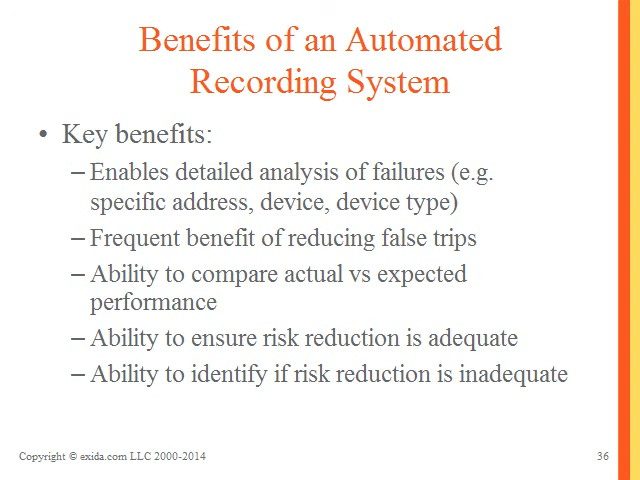 Benefits of an Automated
Recording System
• Key benefits:
– Enables detailed analysis of failures (e.g.
specific address, device, device type)
– Frequent benefit of reducing false trips
– Ability to compare actual vs expected
performance
– Ability to ensure risk reduction is adequate
– Ability to identify if risk reduction is inadequate
Copyright © exida.com LLC 2000-2014
36